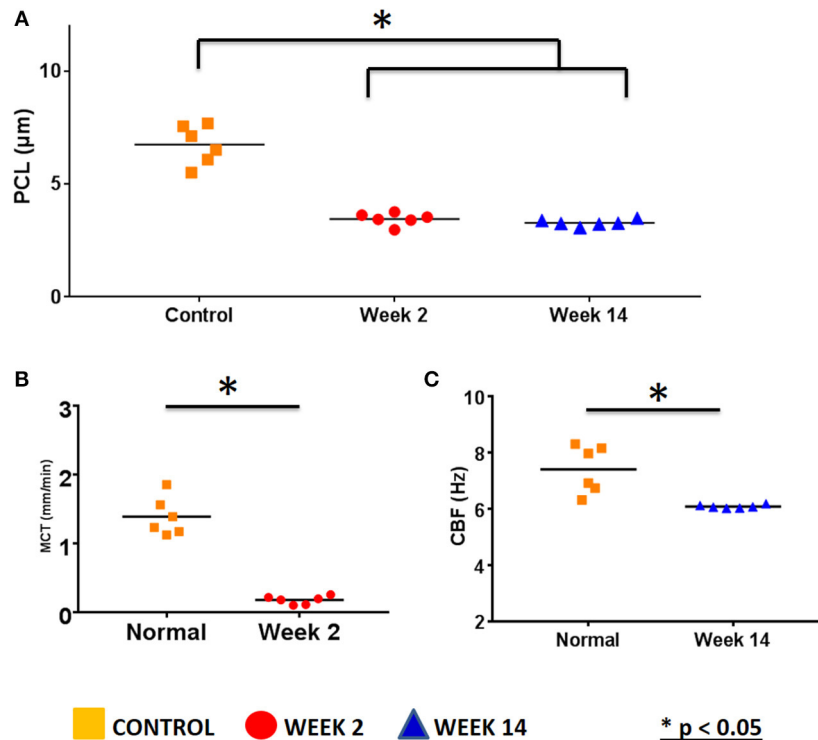 A
*
10
5
0
PCL (µm)
Control Week 2 Week 14
B
*
3
2
1
0
MCT (mm/min)
Normal Week 2
C
*
10
8
6
4
2
CBF (Hz)
Normal Week 14
CONTROL WEEK 2 WEEK 14 * p < 0.05